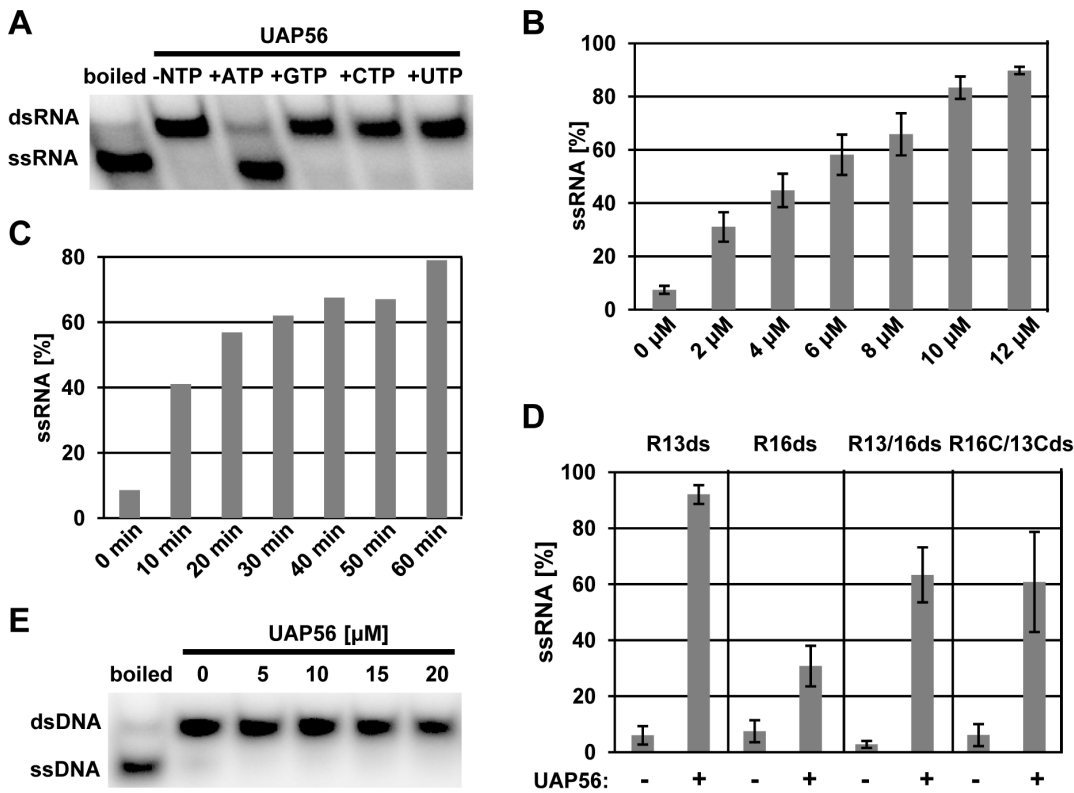 A
UAP56
boiled -NTP +ATP +GTP +CTP +UTP
dsRNA
ssRNA
B
100
80
60
40
20
0
ssRNA [%]
0 µM 2 µM 4 µM 6 µM 8 µM 10 µM 12 µM
C
80
60
40
20
0
ssRNA [%]
0 min 10 min 20 min 30 min 40 min 50 min 60 min
D
R13ds R16ds R13/16ds R16C/13Cds
100
80
60
40
20
0
ssRNA [%]
UAP56: - + - + - + - +
E
UAP56 [µM]
boiled 0 5 10 15 20
dsDNA
ssDNA